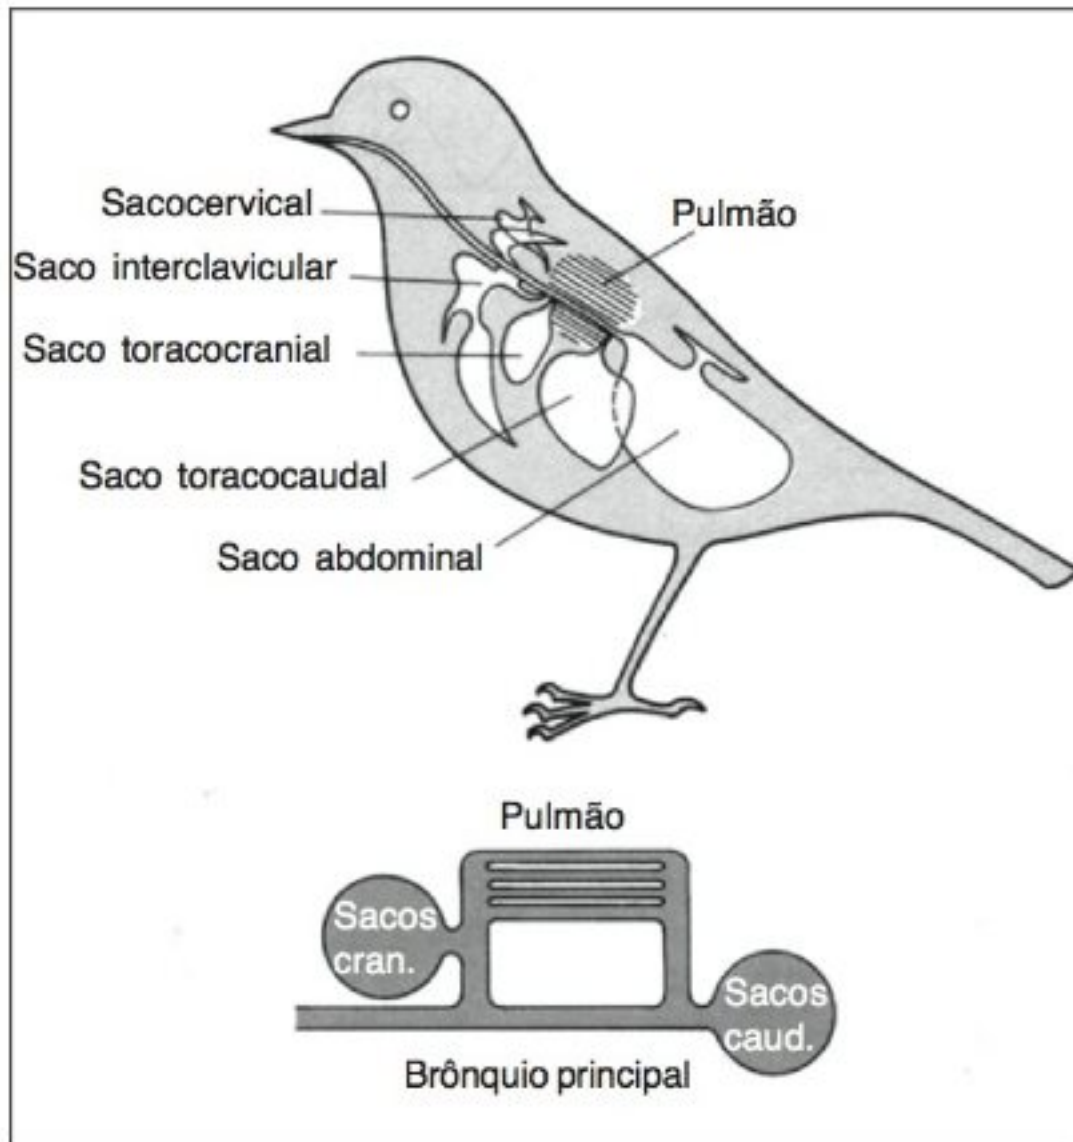 Sacocervical
Pulmão
Saco interclavicular
Saco toracocranial
Saco toracocaudal
Saco abdominal
Pulmão
Sacos
cran.
Sacos
caud.
Brônquio principal